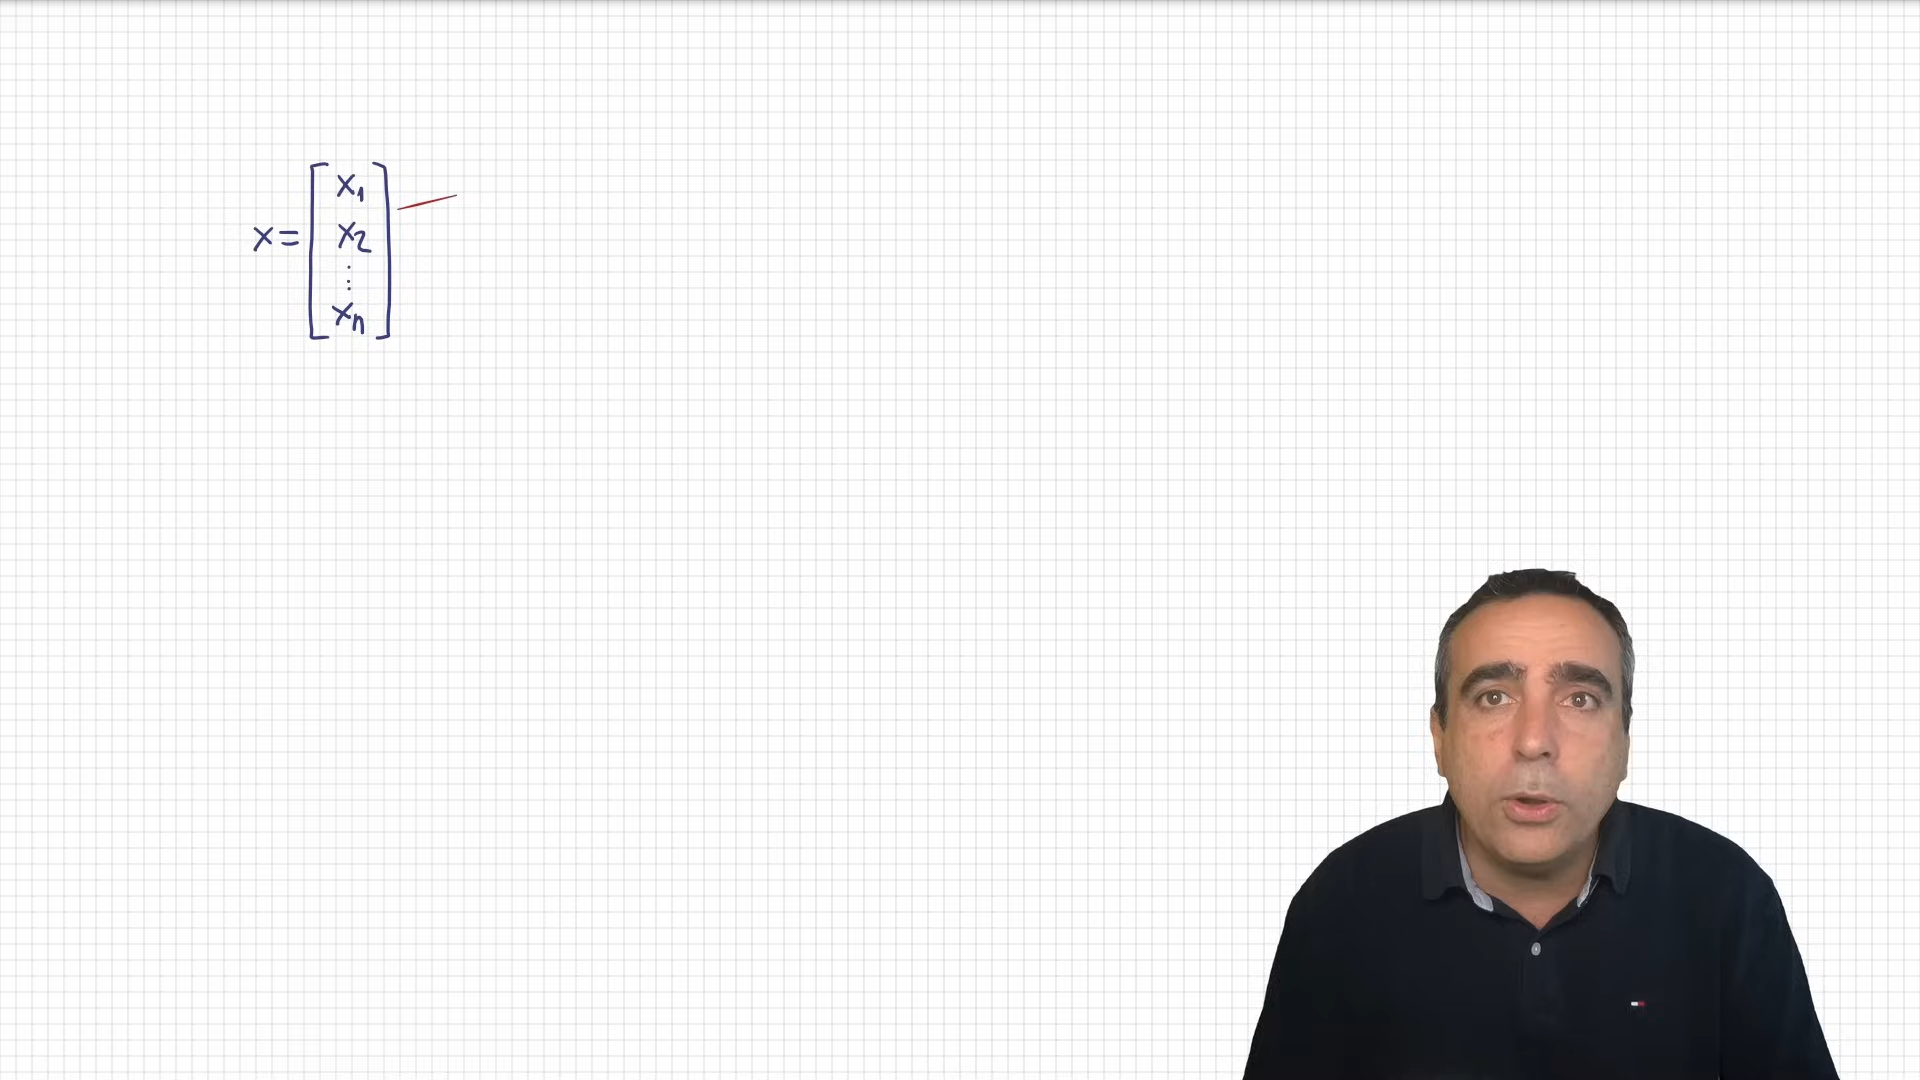 x = [ x₁
x₂
⋮
xₙ ]